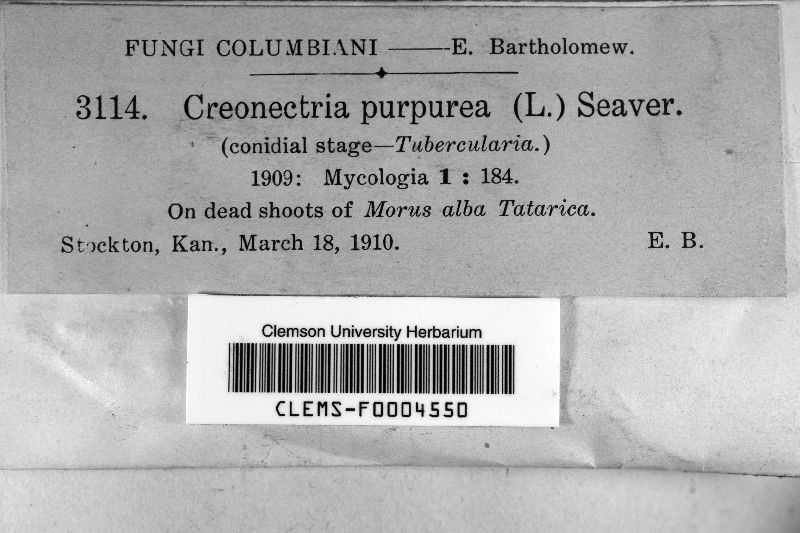 FUNGI COLUMBIANI ——— E. Bartholomew.
3114. Creonectria purpurea (L.) Seaver.
(conidial stage—Tubercularia.)
1909: Mycologia 1 : 184.
On dead shoots of Morus alba Tatarica.
Stockton, Kan., March 18, 1910. E. B.
Clemson University Herbarium
CLEMS-F0004550